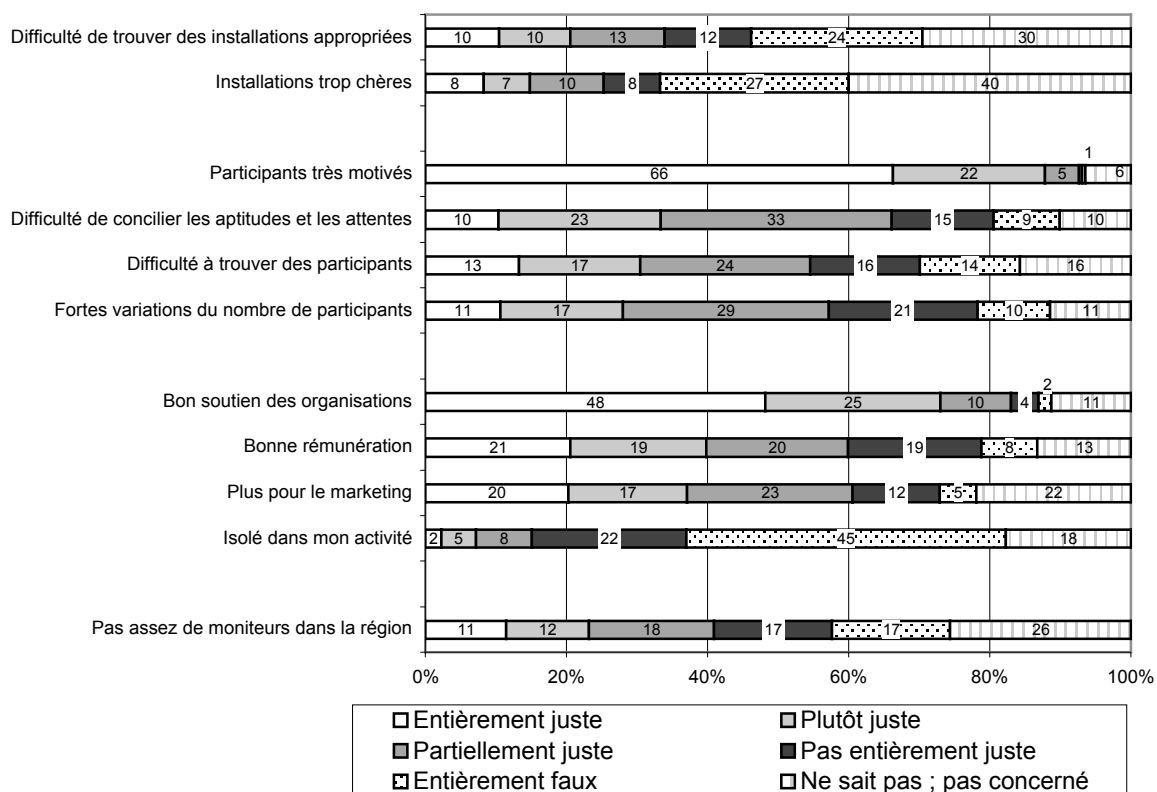 Difficulté de trouver des installations appropriées 10 10 13 12 24 30
Installations trop chères 8 7 10 8 27 40
1
Participants très motivés 66 22 5 6
Difficulté de concilier les aptitudes et les attentes 10 23 33 15 9 10
Difficulté à trouver des participants 13 17 24 16 14 16
Fortes variations du nombre de participants 11 17 29 21 10 11
2
Bon soutien des organisations 48 25 10 4 11
Bonne rémunération 21 19 20 19 8 13
Plus pour le marketing 20 17 23 12 5 22
Isolé dans mon activité 2 5 8 22 45 18
Pas assez de moniteurs dans la région 11 12 18 17 17 26
0% 20% 40% 60% 80% 100%
Entièrement juste Plutôt juste
Partiellement juste Pas entièrement juste
Entièrement faux Ne sait pas ; pas concerné